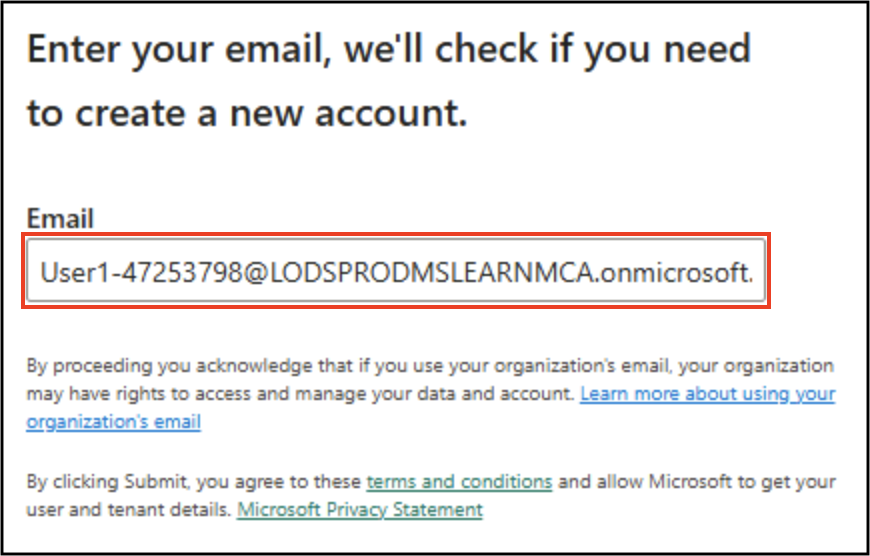 Enter your email, we'll check if you need
to create a new account.
Email
User1-47253798@LODSPRODMSLEARNMCA.onmicrosoft.
By proceeding you acknowledge that if you use your organization's email, your organization
may have rights to access and manage your data and account. Learn more about using your
organization's email
By clicking Submit, you agree to these terms and conditions and allow Microsoft to get your
user and tenant details. Microsoft Privacy Statement